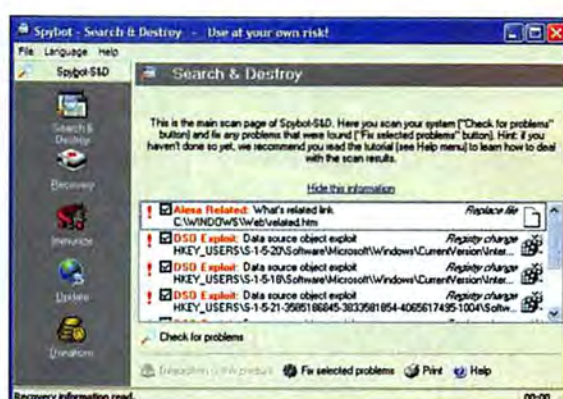 Spybot - Search & Destroy - Use at your own risk!
File Language Help
Spybot-S&D
Search & Destroy
Search &
Destroy
Recovery
Immunize
Update
Donations
This is the main scan page of Spybot-S&D. Here you scan your system ("Check for problems"
button) and fix any problems that were found ("Fix selected problems" button). Hint: if you
haven't done so yet, we recommend you read the tutorial (see Help menu) to learn how to deal
with the scan results.
Hide this information
Alexa Related: What's related link Replace file
C:\WINDOWS\Web\related.htm
DSO Exploit: Data source object exploit Registry change
HKEY_USERS\S-1-5-20\Software\Microsoft\Windows\CurrentVersion\Inter...
DSO Exploit: Data source object exploit Registry change
HKEY_USERS\S-1-5-18\Software\Microsoft\Windows\CurrentVersion\Inter...
DSO Exploit: Data source object exploit Registry change
HKEY_USERS\S-1-5-21-3585186845-3833581854-4065617495-1004\Softw...
Check for problems
Fix selected problems Print Help
Recovery information read. 00:00